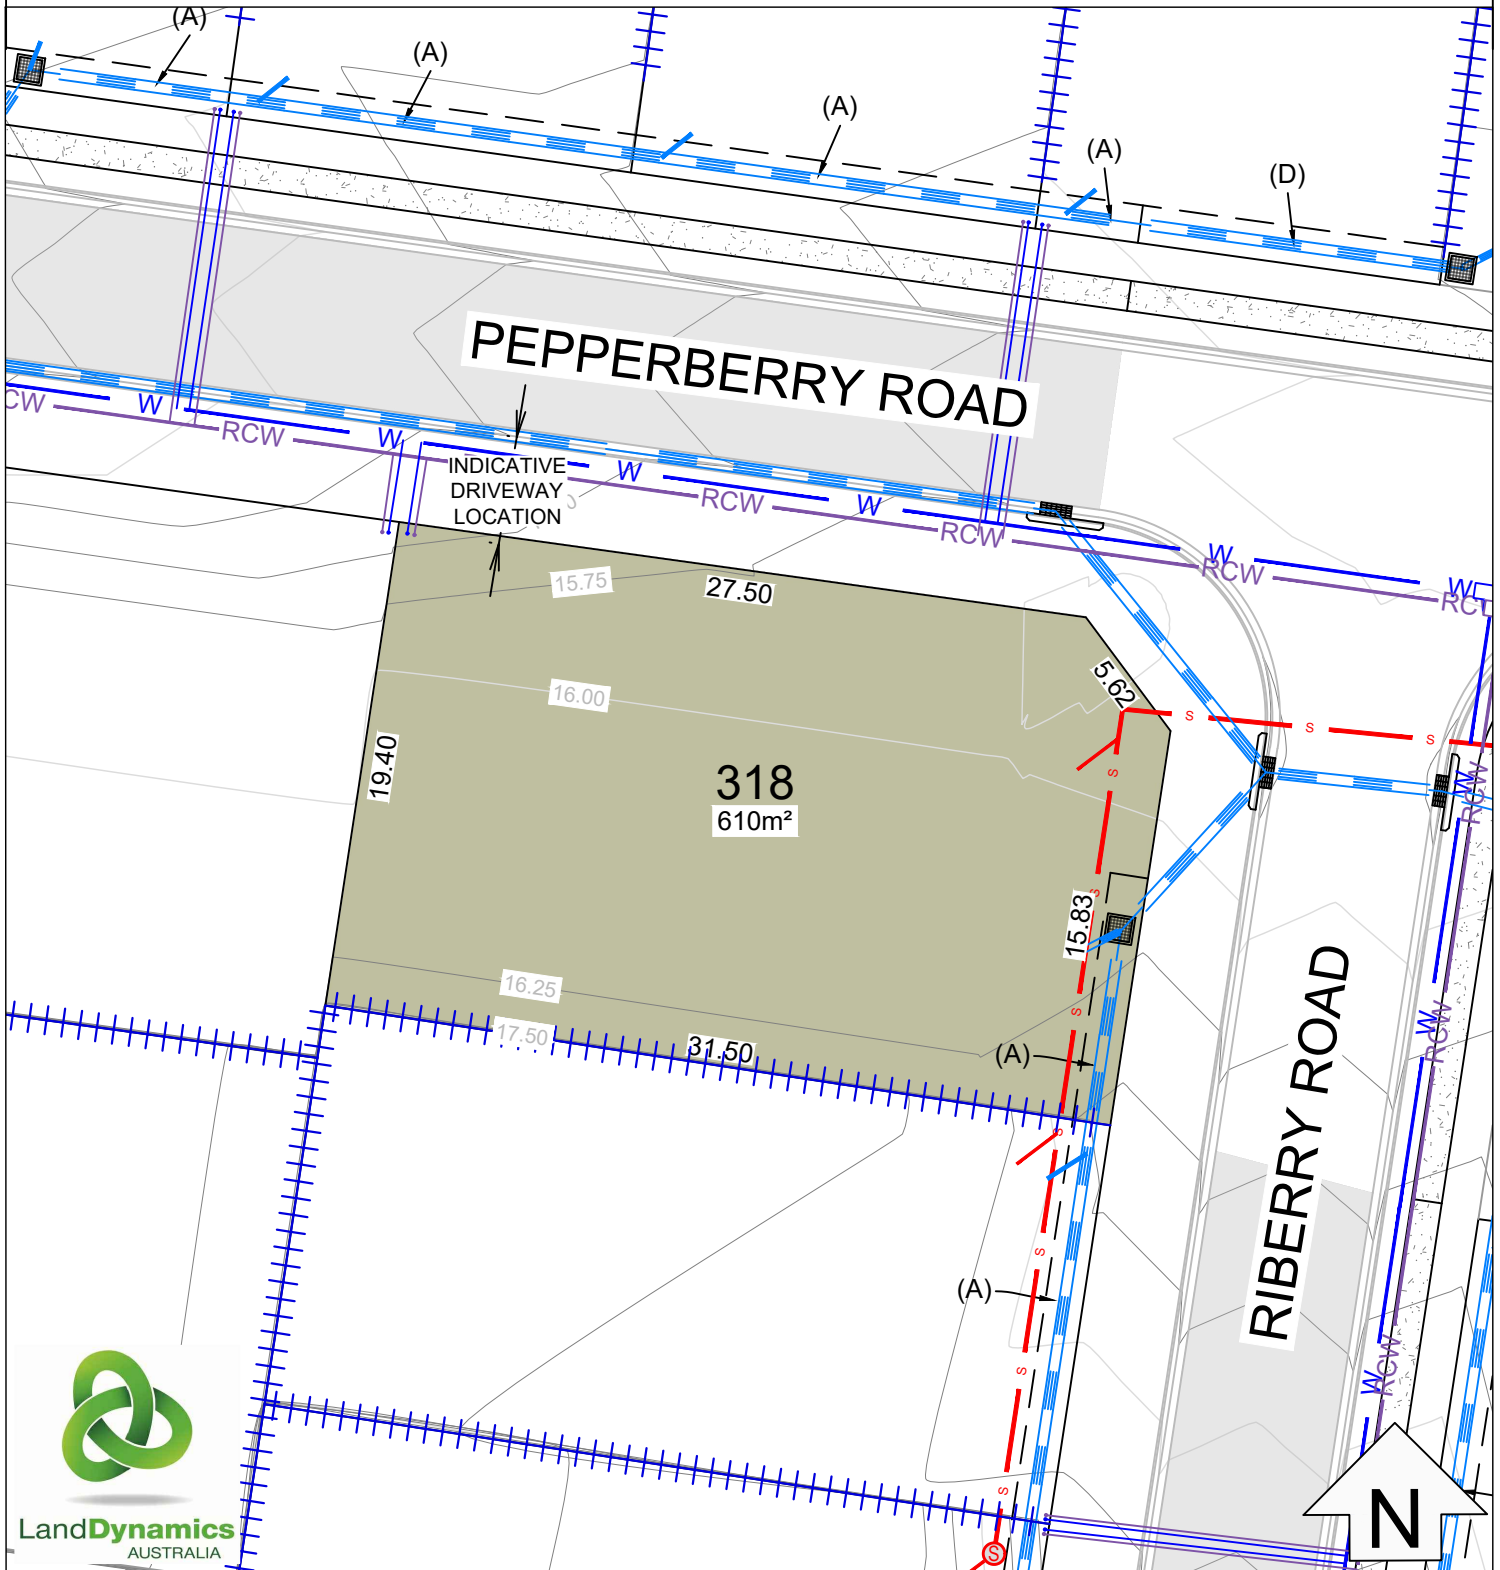 (A)
(A)
(A)
(A)
(D)
PEPPERBERRY ROAD
CW
W
RCW
W
W
RCW
W
RCW
W
RCW
W
INDICATIVE
DRIVEWAY
LOCATION
15.75
27.50
16.00
5.62
S
S
S
19.40
318
610m²
S
S
15.83
W
RCW
16.25
17.50
31.50
S
(A)
W
RCW
RIBERRY ROAD
S
S
(A)
S
W
RCW
S
S
LandDynamics
AUSTRALIA
N